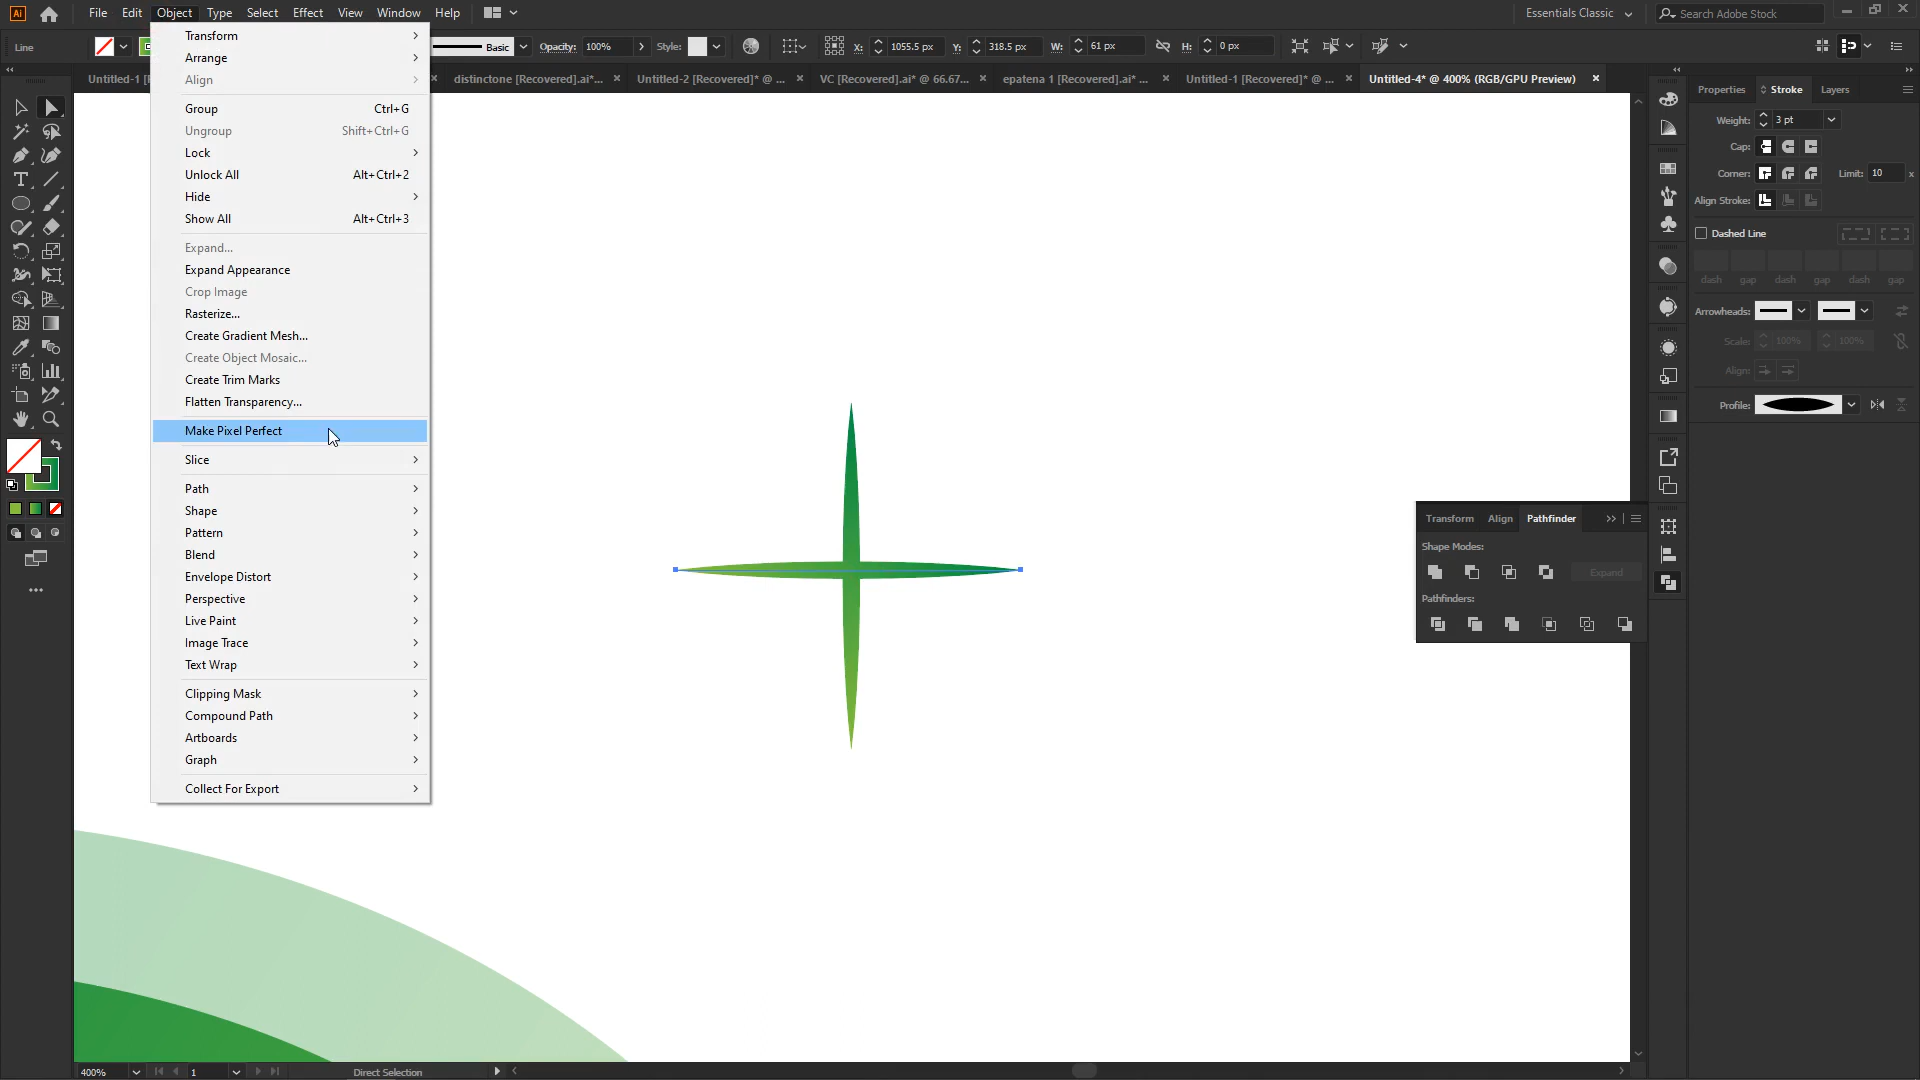 Ai File Edit Object Type Select Effect View Window Help Essentials Classic Search Adobe Stock
Line Basic Opacity: 100% Style: X: 1055.5 px Y: 318.5 px W: 61 px H: 0 px
Untitled-1 [ distinctone [Recovered].ai*... × Untitled-2 [Recovered]* @ ... × VC [Recovered].ai* @ 66.67... × epatena 1 [Recovered].ai* ... × Untitled-1 [Recovered]* @ ... × Untitled-4* @ 400% (RGB/GPU Preview) ×
Transform
Arrange
Align
Group Ctrl+G
Ungroup Shift+Ctrl+G
Lock
Unlock All Alt+Ctrl+2
Hide
Show All Alt+Ctrl+3
Expand...
Expand Appearance
Crop Image
Rasterize...
Create Gradient Mesh...
Create Object Mosaic...
Create Trim Marks
Flatten Transparency...
Make Pixel Perfect
Slice
Path
Shape
Pattern
Blend
Envelope Distort
Perspective
Live Paint
Image Trace
Text Wrap
Clipping Mask
Compound Path
Artboards
Graph
Collect For Export
Properties Stroke Layers
Weight: 3 pt
Cap:
Corner: Limit: 10 x
Align Stroke:
Dashed Line
dash gap dash gap dash gap
Arrowheads:
Scale: 100% 100%
Align:
Profile:
Transform Align Pathfinder
Shape Modes:
Expand
Pathfinders:
400% 1 Direct Selection